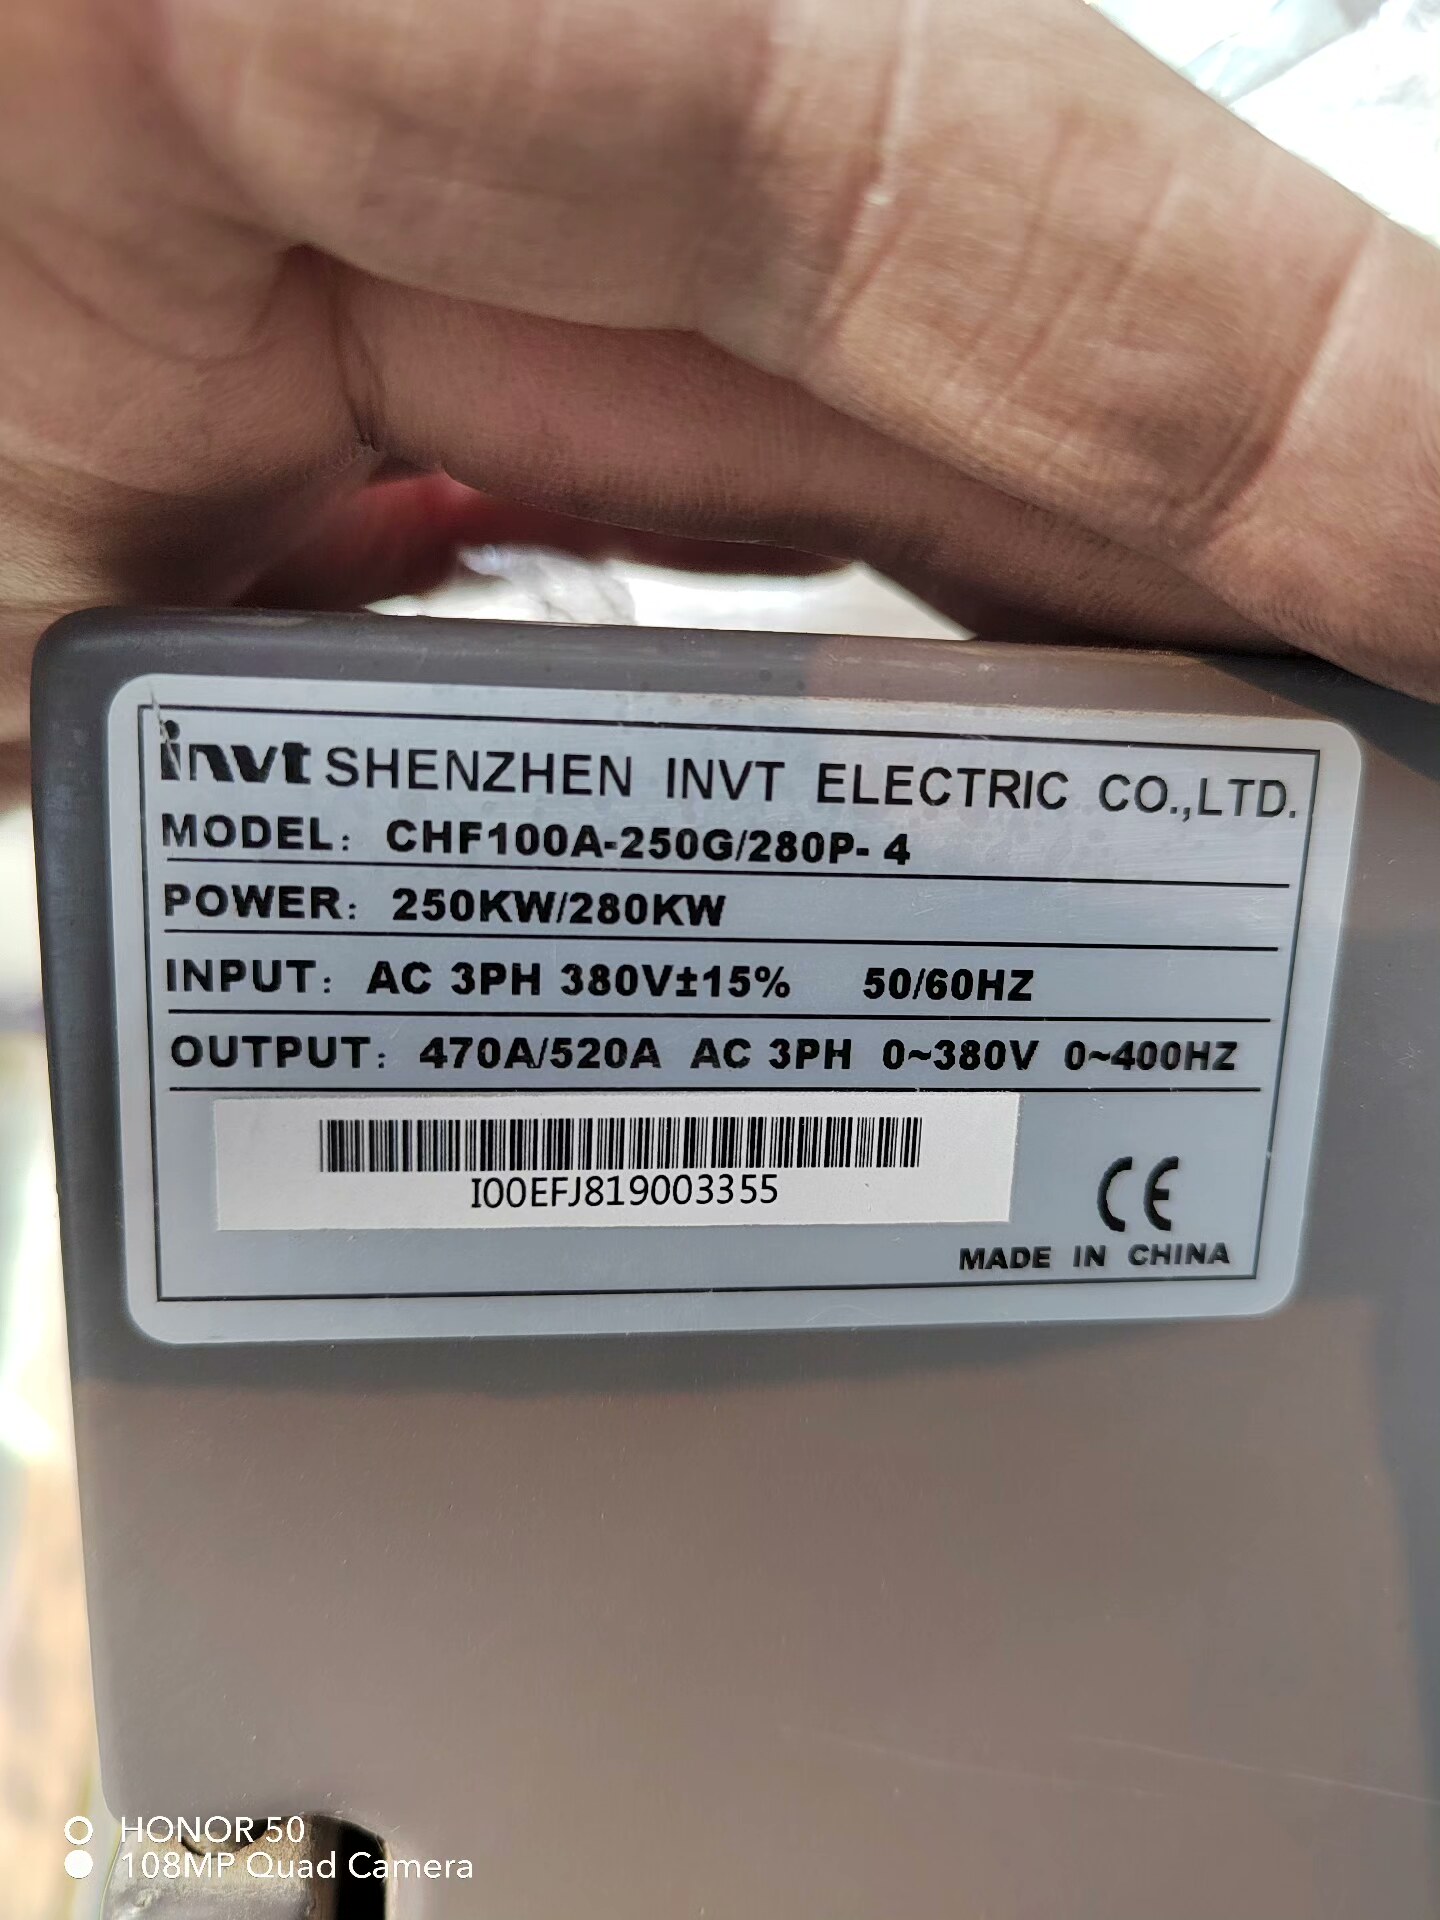 invt SHENZHEN INVT ELECTRIC CO.,LTD.
MODEL: CHF100A-250G/280P- 4
POWER: 250KW/280KW
INPUT: AC 3PH 380V±15% 50/60HZ
OUTPUT: 470A/520A AC 3PH 0~380V 0~400HZ
I00EFJ819003355
CE
MADE IN CHINA
HONOR 50
108MP Quad Camera